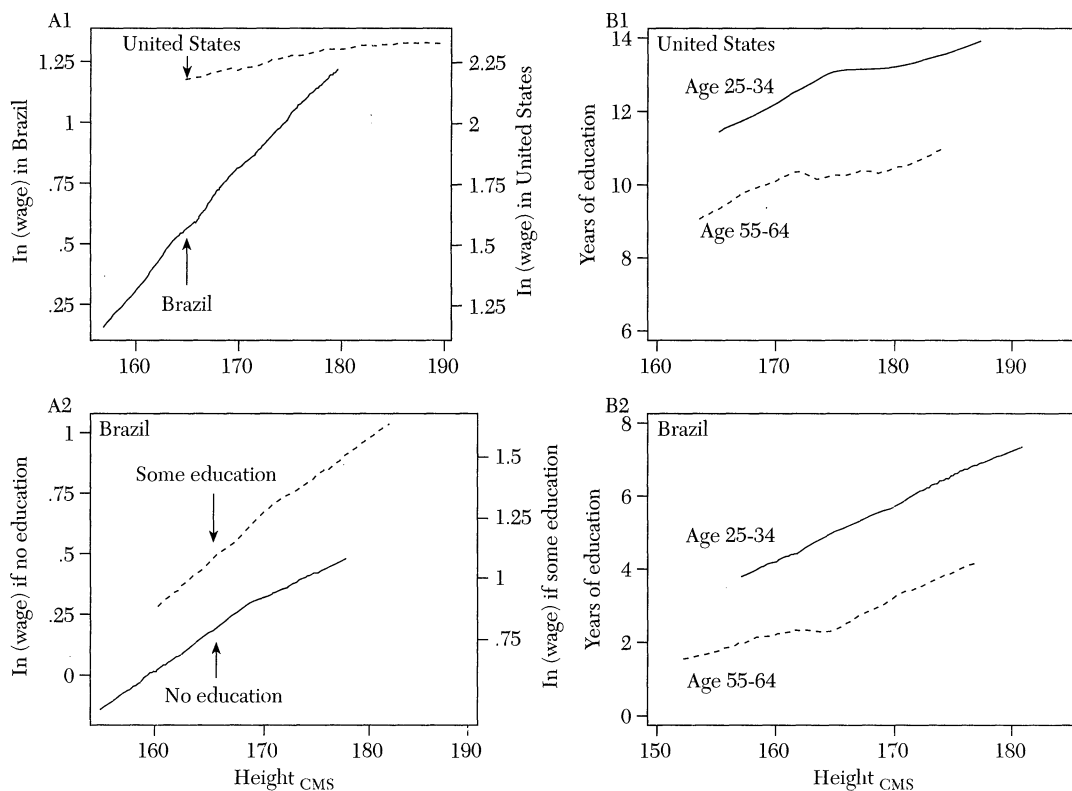 A1
United States
Brazil
1.25
1
.75
.5
.25
ln (wage) in Brazil
2.25
2
1.75
1.5
1.25
ln (wage) in United States
160
170
180
190
B1
United States
Age 25-34
Age 55-64
14
12
10
8
6
Years of education
160
170
180
190
A2
Brazil
Some education
No education
1
.75
.5
.25
0
ln (wage) if no education
1.5
1.25
1
.75
ln (wage) if some education
160
170
180
190
Height CMS
B2
Brazil
Age 25-34
Age 55-64
8
6
4
2
0
Years of education
150
160
170
180
Height CMS